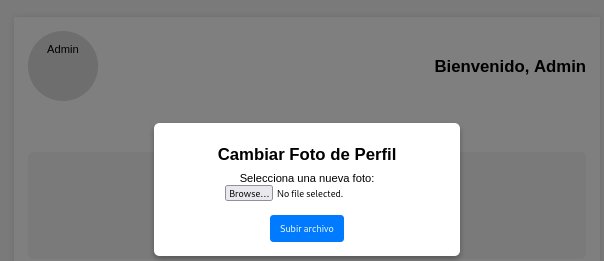 Admin
Bienvenido, Admin
Cambiar Foto de Perfil
Selecciona una nueva foto:
Browse... No file selected.
Subir archivo